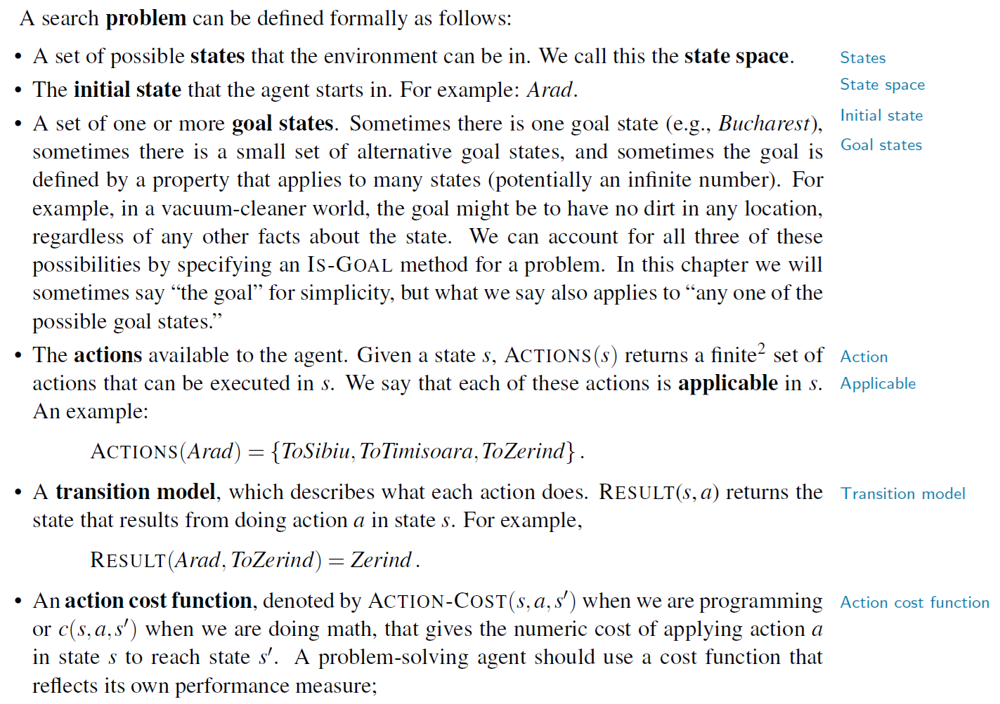 A search problem can be defined formally as follows:
• A set of possible states that the environment can be in. We call this the state space.
States
• The initial state that the agent starts in. For example: Arad.
State space
Initial state
• A set of one or more goal states. Sometimes there is one goal state (e.g., Bucharest),
Goal states
sometimes there is a small set of alternative goal states, and sometimes the goal is
defined by a property that applies to many states (potentially an infinite number). For
example, in a vacuum-cleaner world, the goal might be to have no dirt in any location,
regardless of any other facts about the state. We can account for all three of these
possibilities by specifying an IS-GOAL method for a problem. In this chapter we will
sometimes say “the goal” for simplicity, but what we say also applies to “any one of the
possible goal states.”
• The actions available to the agent. Given a state s, ACTIONS(s) returns a finite² set of
Action
actions that can be executed in s. We say that each of these actions is applicable in s.
Applicable
An example:
ACTIONS(Arad) = {ToSibiu, ToTimisoara, ToZerind}.
• A transition model, which describes what each action does. RESULT(s, a) returns the
Transition model
state that results from doing action a in state s. For example,
RESULT(Arad, ToZerind) = Zerind.
• An action cost function, denoted by ACTION-COST(s, a, s′) when we are programming
Action cost function
or c(s, a, s′) when we are doing math, that gives the numeric cost of applying action a
in state s to reach state s′. A problem-solving agent should use a cost function that
reflects its own performance measure;